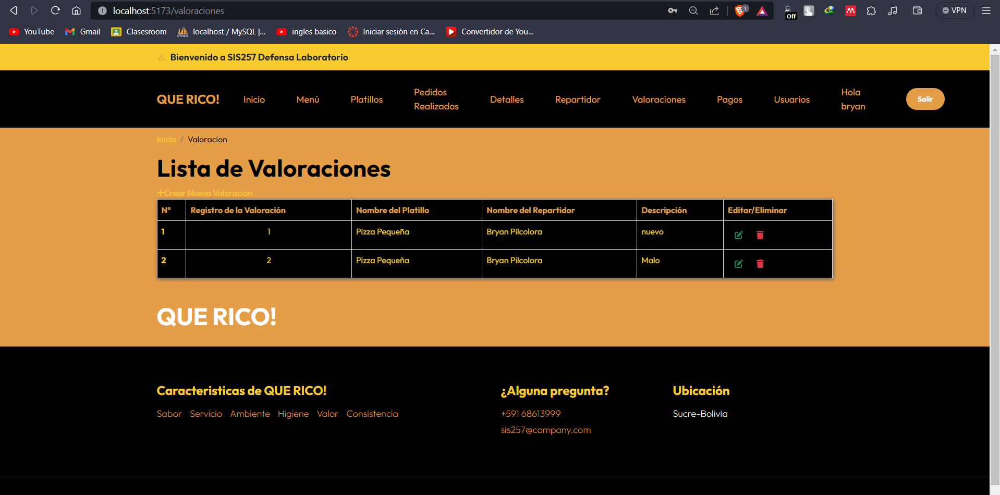 localhost:5173/valoraciones
1
Off
VPN
YouTube Gmail Clasesroom localhost / MySQL |... ingles basico Iniciar sesión en Ca... Convertidor de You...
Bienvenido a SIS257 Defensa Laboratorio
QUE RICO! Inicio Menú Platillos Pedidos Realizados Detalles Repartidor Valoraciones Pagos Usuarios Hola bryan Salir
Inicio / Valoracion
Lista de Valoraciones
+Crear Nueva Valoracion
N° Registro de la Valoración Nombre del Platillo Nombre del Repartidor Descripción Editar/Eliminar
1 1 Pizza Pequeña Bryan Pilcolora nuevo
2 2 Pizza Pequeña Bryan Pilcolora Malo
QUE RICO!
Caracteristicas de QUE RICO! ¿Alguna pregunta? Ubicación
Sabor Servicio Ambiente Higiene Valor Consistencia +591 68613999 Sucre-Bolivia
sis257@company.com